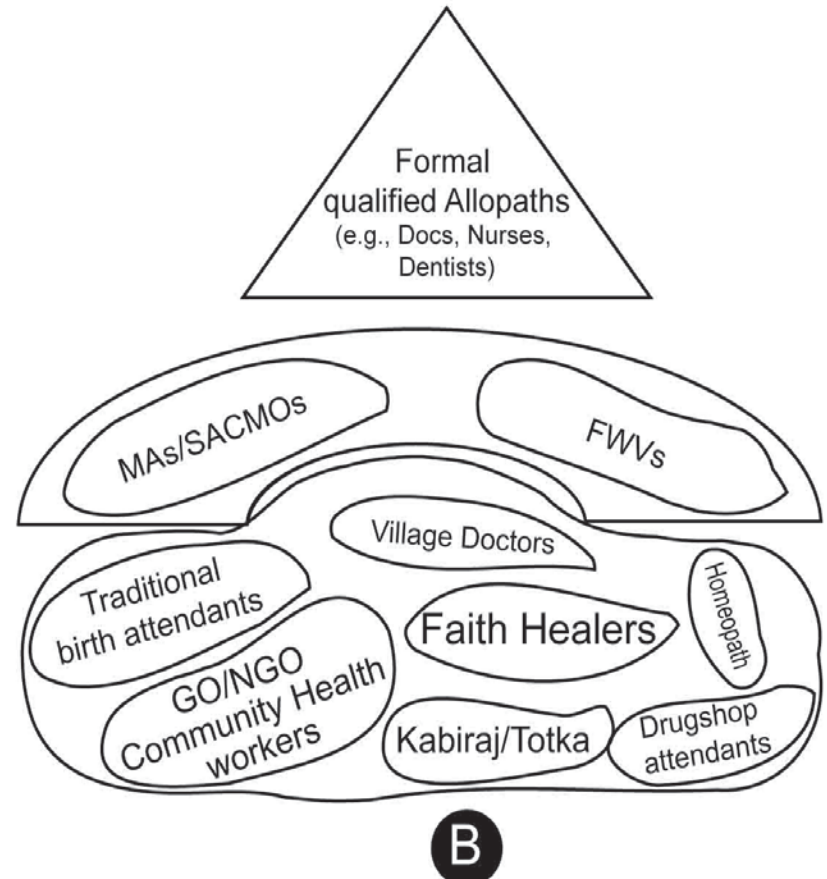 Formal
qualified Allopaths
(e.g., Docs, Nurses,
Dentists)
MAs/SACMOs
FWVs
Village Doctors
Traditional
birth attendants
Faith Healers
Homeopath
GO/NGO
Community Health
workers
Kabiraj/Totka
Drugshop
attendants
B